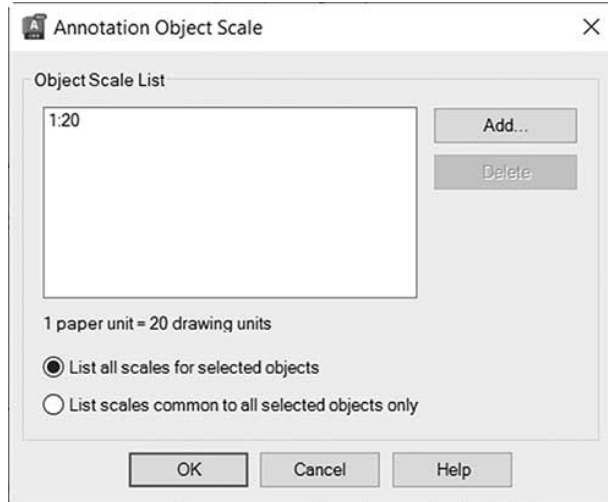 Annotation Object Scale
Object Scale List
1:20
Add...
Delete
1 paper unit = 20 drawing units
List all scales for selected objects
List scales common to all selected objects only
OK Cancel Help